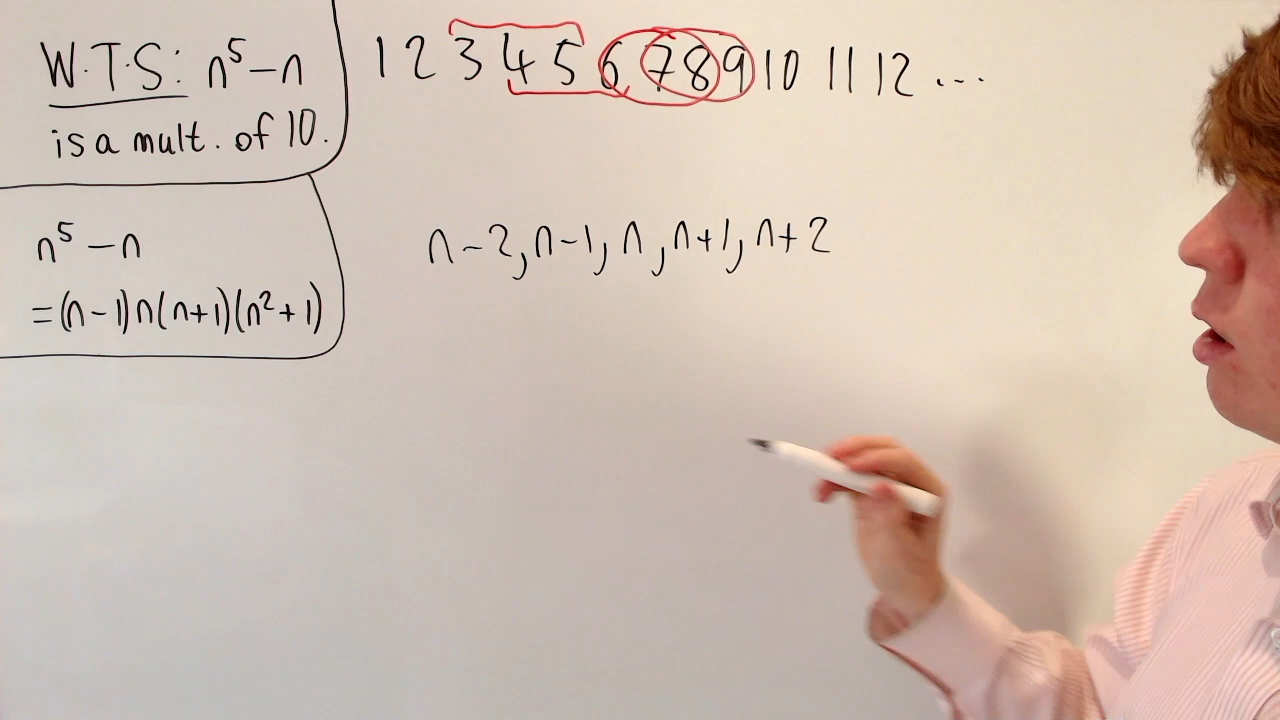 W.T.S: n⁵-n
is a mult. of 10.
1 2 3 4 5 6 7 8 9 10 11 12 ...
n⁵-n
=(n-1)n(n+1)(n²+1)
n-2, n-1, n, n+1, n+2